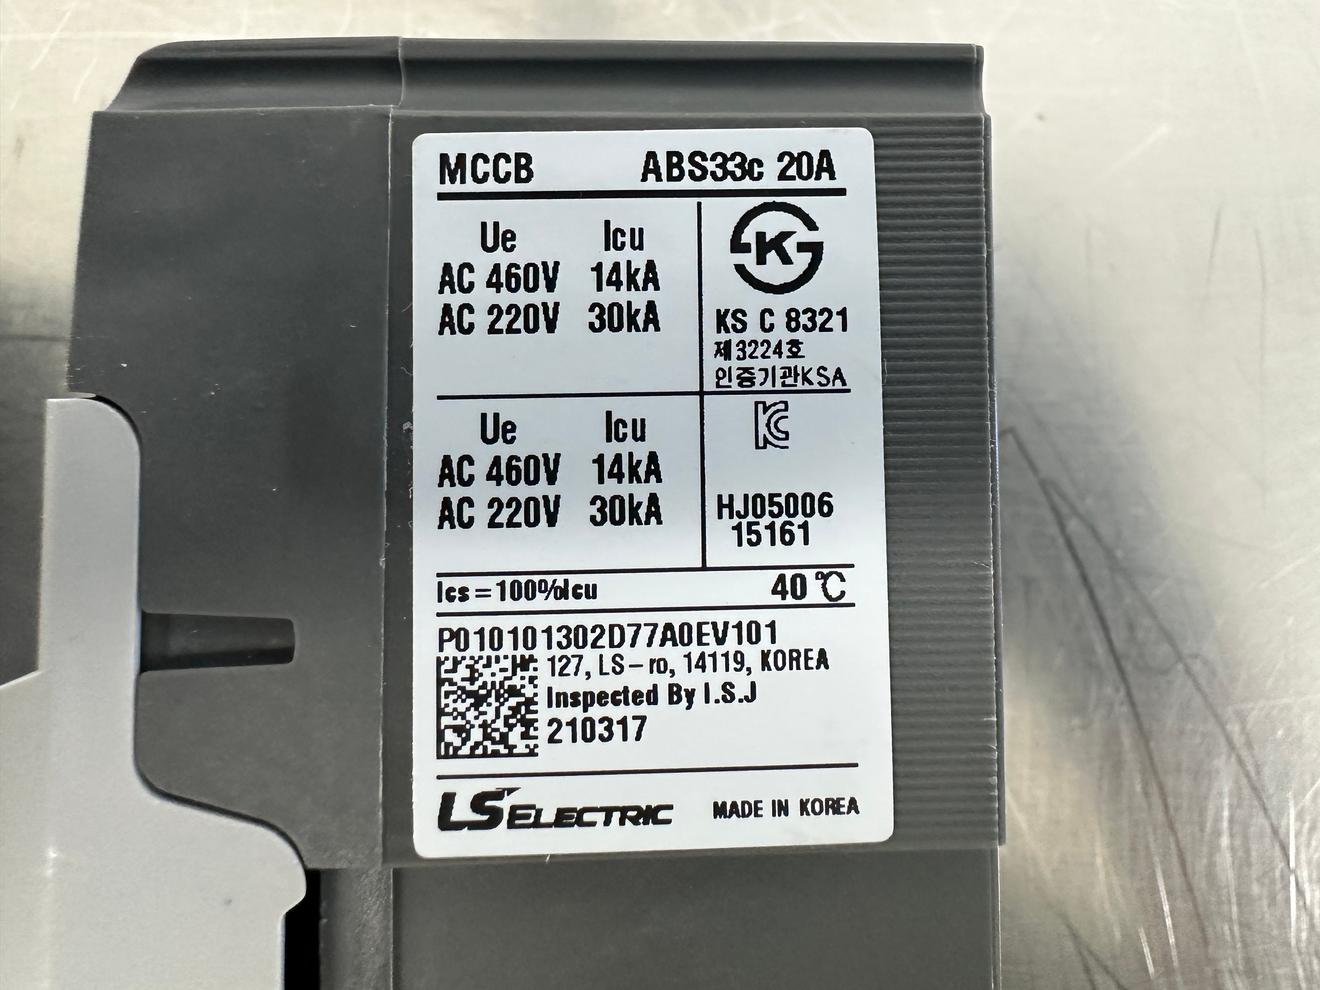 MCCB ABS33c 20A
Ue Icu
AC 460V 14kA
AC 220V 30kA
K
KS C 8321
제3224호
인증기관KSA
Ue Icu
AC 460V 14kA
AC 220V 30kA
KC
HJ05006
15161
Ics=100%Icu 40℃
P010101302D77A0EV101
127, LS-ro, 14119, KOREA
Inspected By I.S.J
210317
LS ELECTRIC MADE IN KOREA